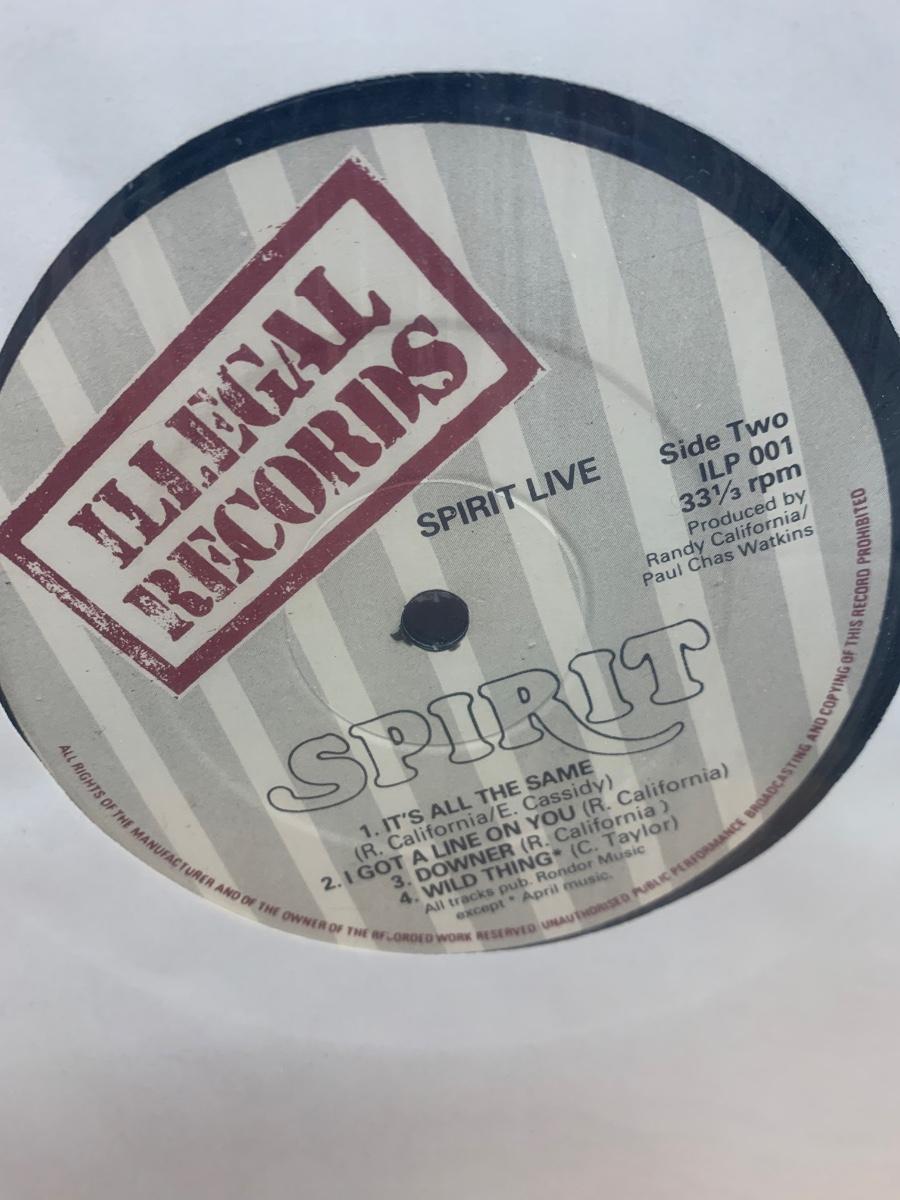 ILLEGAL
RECORDS
SPIRIT LIVE
Side Two
ILP 001
33⅓ rpm
Produced by
Randy California/
Paul Chas Watkins
SPIRIT
1. IT'S ALL THE SAME
(R. California/E. Cassidy)
2. I GOT A LINE ON YOU (R. California)
3. DOWNER (R. California )
4. WILD THING* (C. Taylor)
All tracks pub. Rondor Music
except * April music.
ALL RIGHTS OF THE MANUFACTURER AND OF THE OWNER OF THE RECORDED WORK RESERVED UNAUTHORISED PUBLIC PERFORMANCE BROADCASTING AND COPYING OF THIS RECORD PROHIBITED